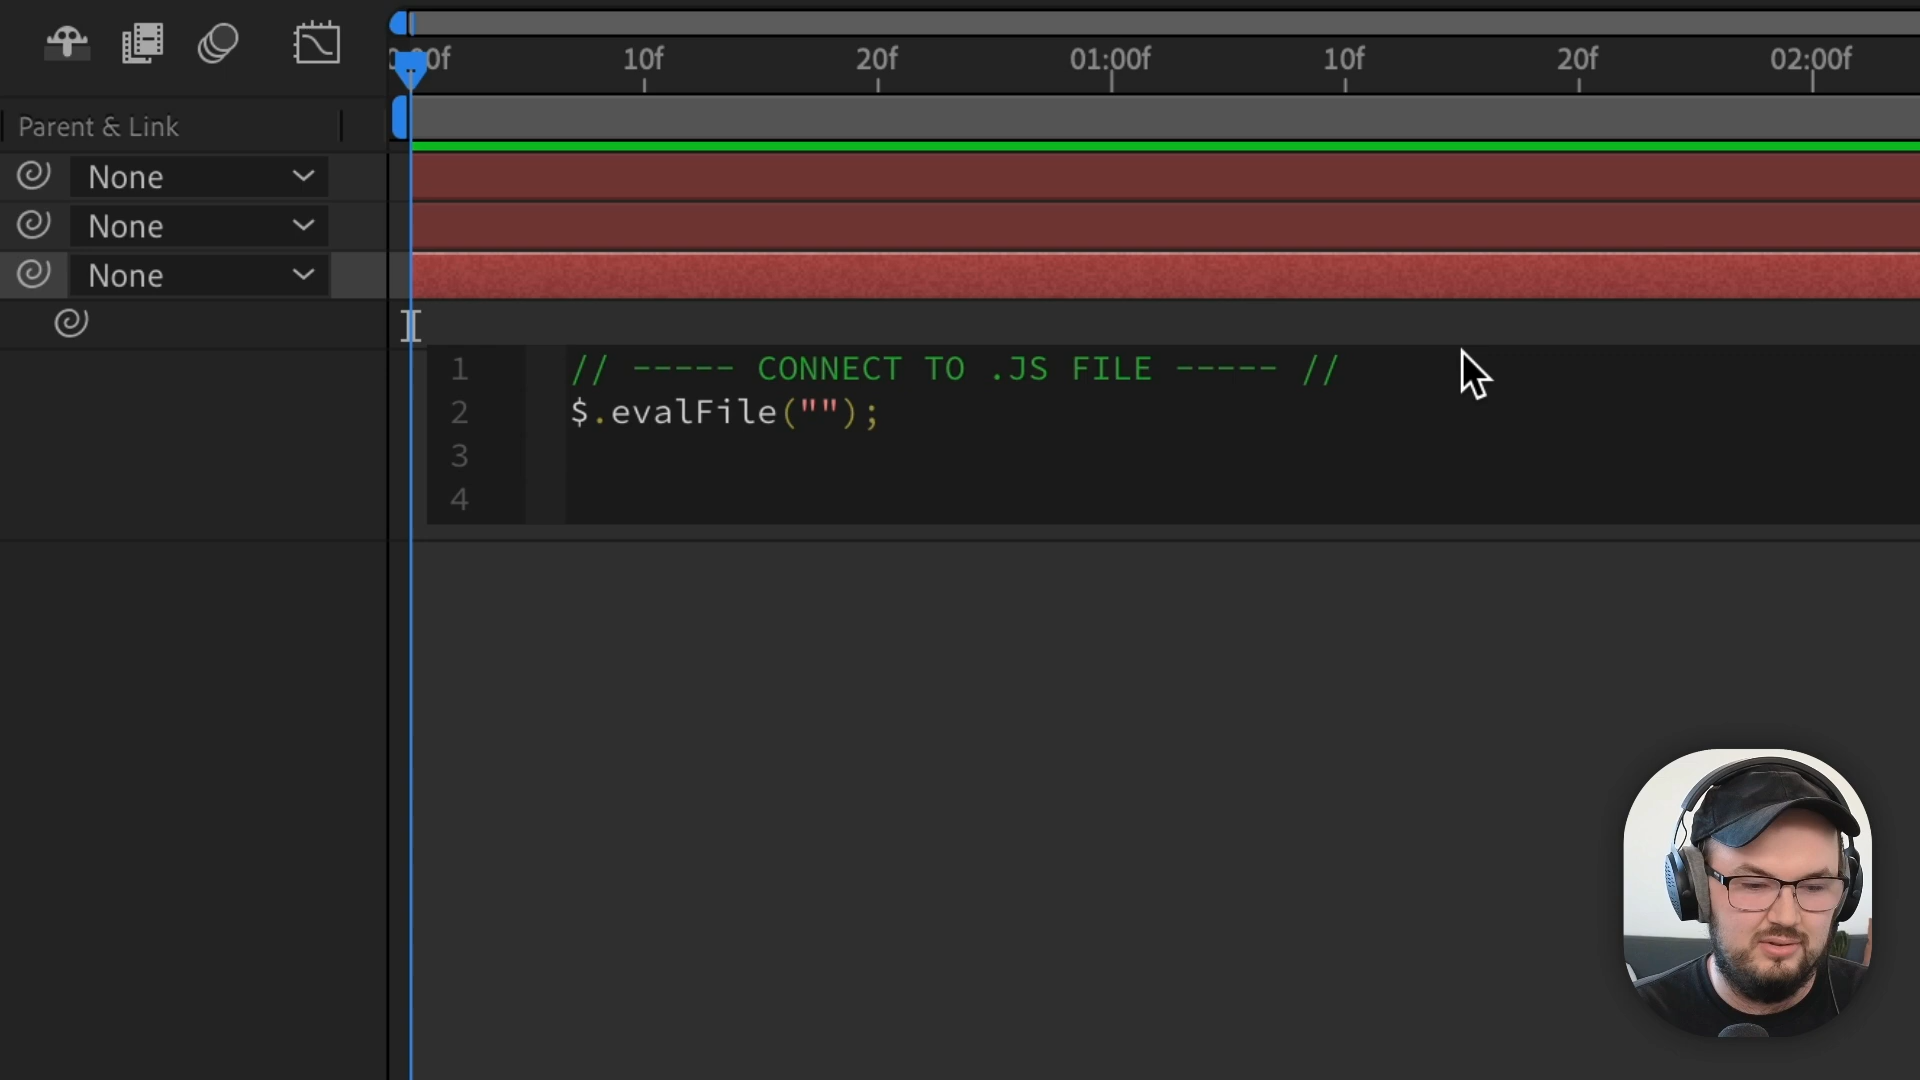 0:00f 10f 20f 01:00f 10f 20f 02:00f
Parent & Link
None
None
None
1 // ----- CONNECT TO .JS FILE ----- //
2 $.evalFile("");
3
4